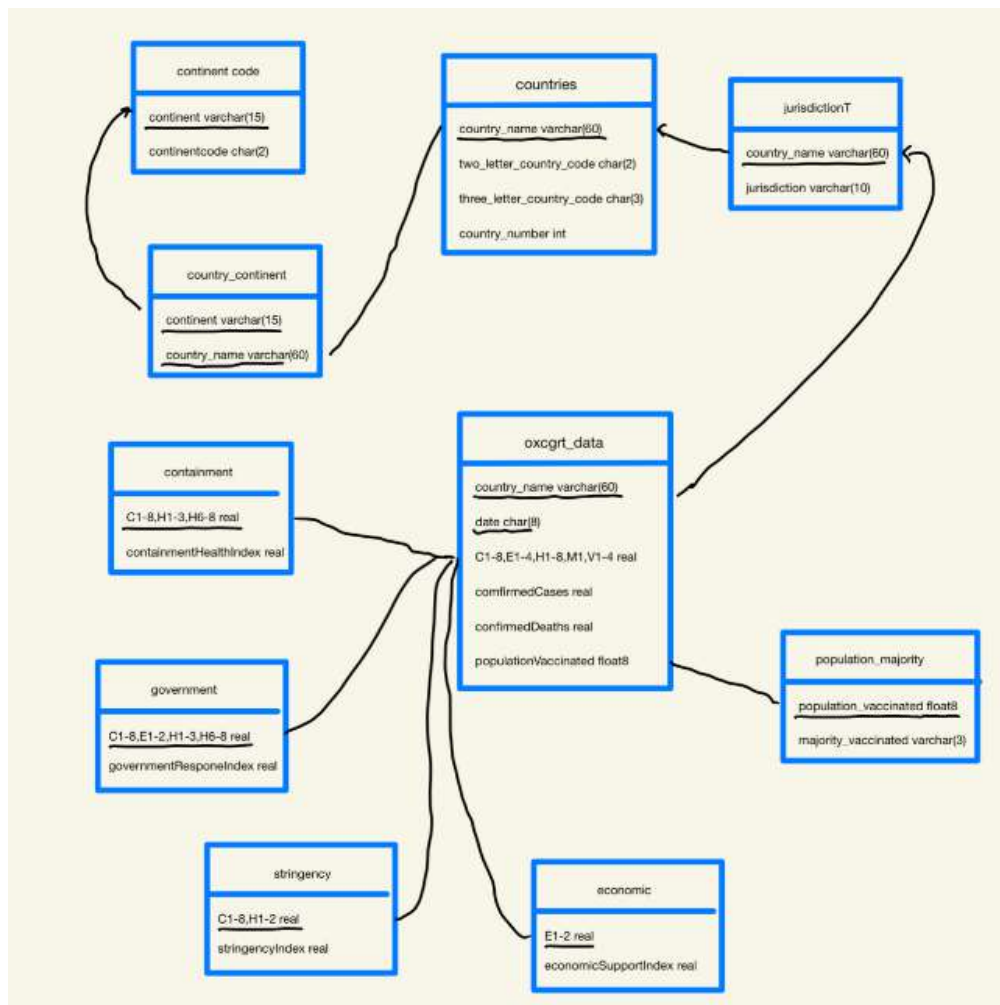 continent code
continent varchar(15)
continentcode char(2)
countries
country_name varchar(60)
two_letter_country_code char(2)
three_letter_country_code char(3)
country_number int
jurisdictionT
country_name varchar(60)
jurisdiction varchar(10)
country_continent
continent varchar(15)
country_name varchar(60)
oxcgrt_data
country_name varchar(60)
date char(8)
C1-8,E1-4,H1-8,M1,V1-4 real
comfirmedCases real
confirmedDeaths real
populationVaccinated float8
containment
C1-8,H1-3,H6-8 real
containmentHealthIndex real
government
C1-8,E1-2,H1-3,H6-8 real
governmentResponeIndex real
population_majority
population_vaccinated float8
majority_vaccinated varchar(3)
stringency
C1-8,H1-2 real
stringencyIndex real
economic
E1-2 real
economicSupportIndex real